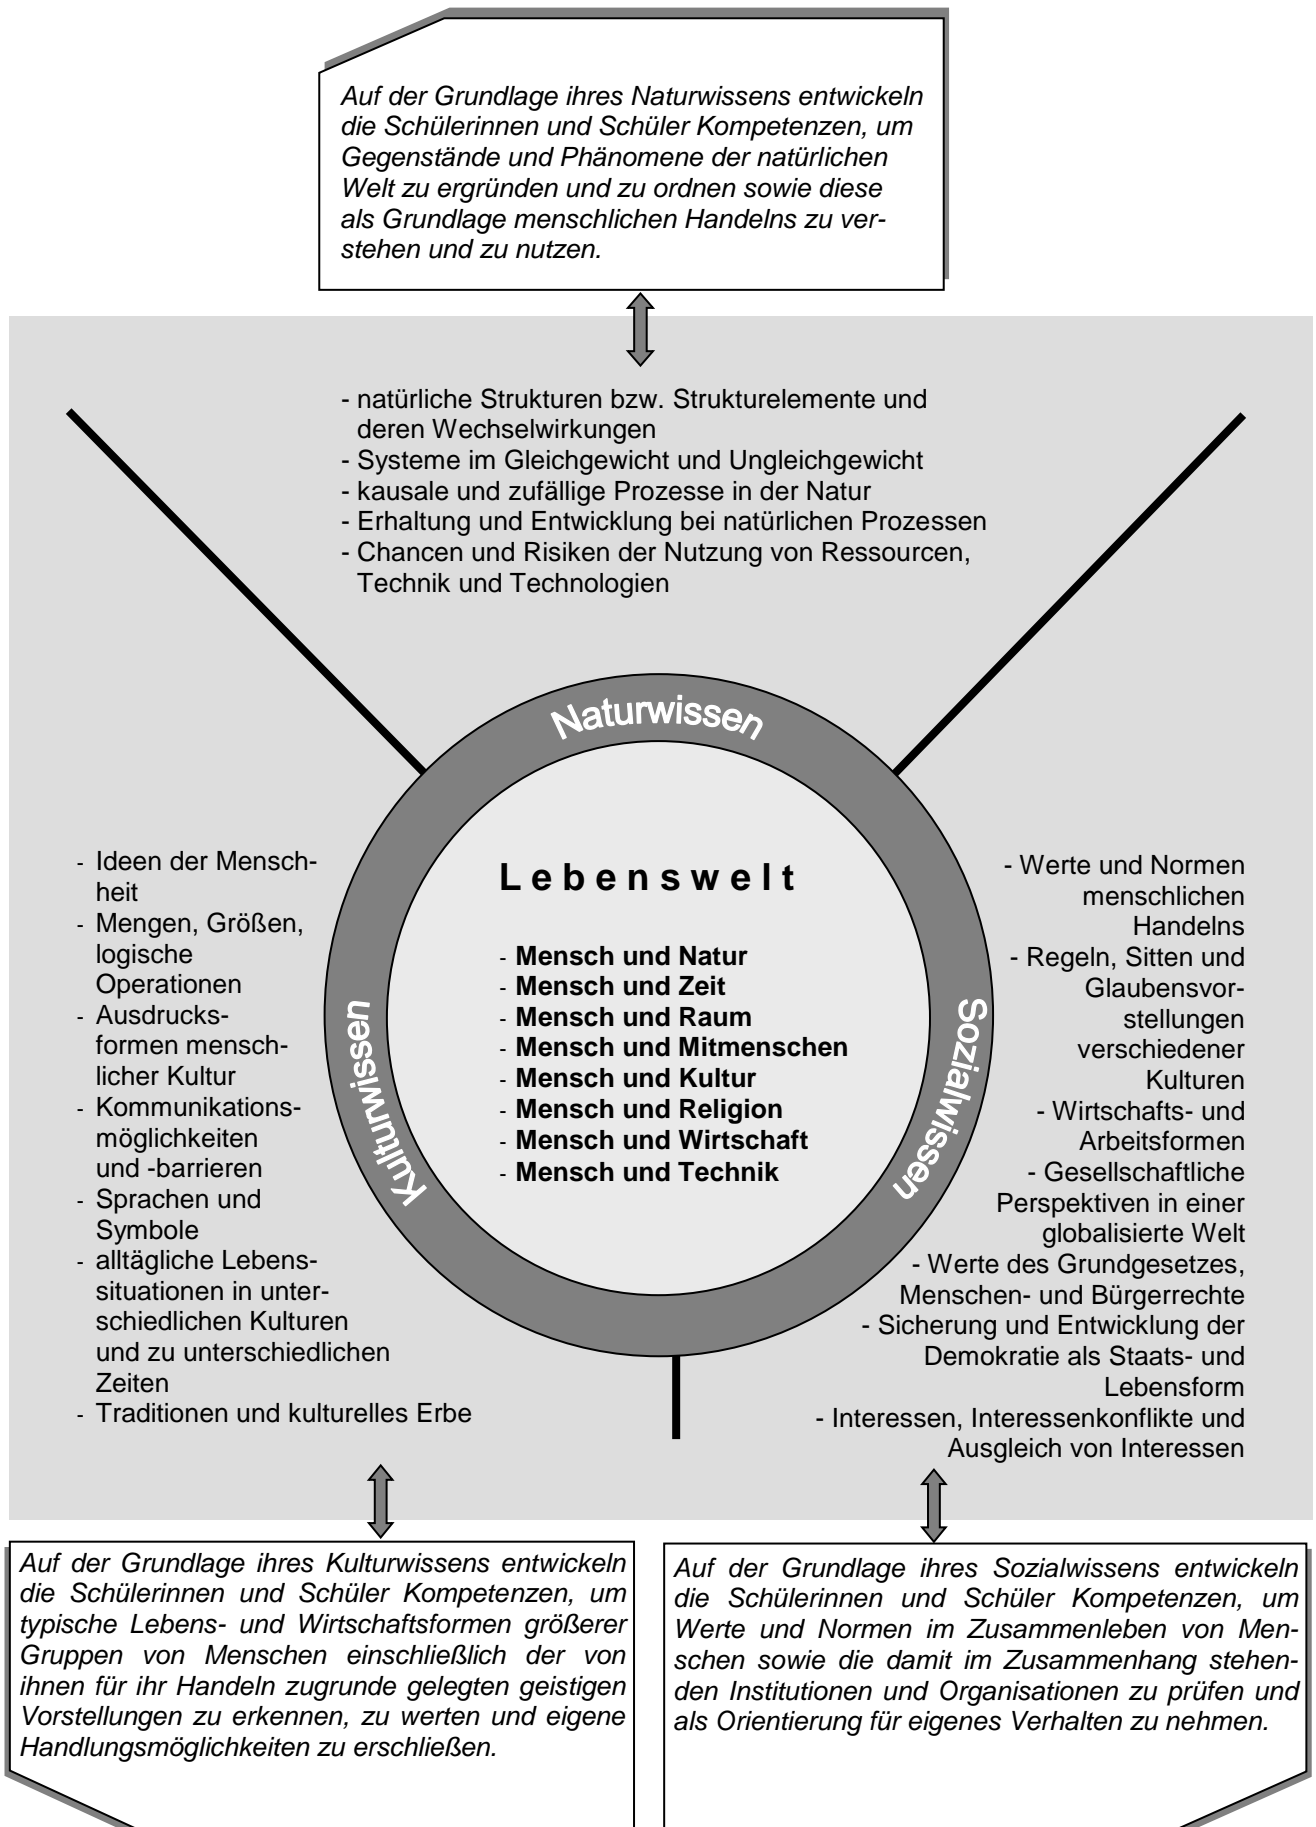 Auf der Grundlage ihres Naturwissens entwickeln
die Schülerinnen und Schüler Kompetenzen, um
Gegenstände und Phänomene der natürlichen
Welt zu ergründen und zu ordnen sowie diese
als Grundlage menschlichen Handelns zu ver-
stehen und zu nutzen.
- natürliche Strukturen bzw. Strukturelemente und
deren Wechselwirkungen
- Systeme im Gleichgewicht und Ungleichgewicht
- kausale und zufällige Prozesse in der Natur
- Erhaltung und Entwicklung bei natürlichen Prozessen
- Chancen und Risiken der Nutzung von Ressourcen,
Technik und Technologien
Naturwissen
- Ideen der Mensch-
heit
- Mengen, Größen,
logische
Operationen
- Ausdrucks-
formen mensch-
licher Kultur
- Kommunikations-
möglichkeiten
und -barrieren
- Sprachen und
Symbole
- alltägliche Lebens-
situationen in unter-
schiedlichen Kulturen
und zu unterschiedlichen
Zeiten
- Traditionen und kulturelles Erbe
Kulturwissen
Lebenswelt
- Mensch und Natur
- Mensch und Zeit
- Mensch und Raum
- Mensch und Mitmenschen
- Mensch und Kultur
- Mensch und Religion
- Mensch und Wirtschaft
- Mensch und Technik
Sozialwissen
- Werte und Normen
menschlichen
Handelns
- Regeln, Sitten und
Glaubensvor-
stellungen
verschiedener
Kulturen
- Wirtschafts- und
Arbeitsformen
- Gesellschaftliche
Perspektiven in einer
globalisierte Welt
- Werte des Grundgesetzes,
Menschen- und Bürgerrechte
- Sicherung und Entwicklung der
Demokratie als Staats- und
Lebensform
- Interessen, Interessenkonflikte und
Ausgleich von Interessen
Auf der Grundlage ihres Kulturwissens entwickeln
die Schülerinnen und Schüler Kompetenzen, um
typische Lebens- und Wirtschaftsformen größerer
Gruppen von Menschen einschließlich der von
ihnen für ihr Handeln zugrunde gelegten geistigen
Vorstellungen zu erkennen, zu werten und eigene
Handlungsmöglichkeiten zu erschließen.
Auf der Grundlage ihres Sozialwissens entwickeln
die Schülerinnen und Schüler Kompetenzen, um
Werte und Normen im Zusammenleben von Men-
schen sowie die damit im Zusammenhang stehen-
den Institutionen und Organisationen zu prüfen und
als Orientierung für eigenes Verhalten zu nehmen.